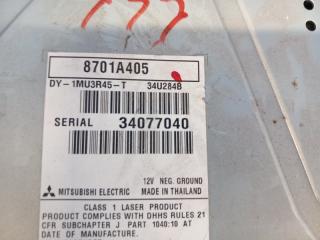 8701A405
DY-1MU3R45-T 34U284B
SERIAL 34077040
12V NEG. GROUND
MITSUBISHI ELECTRIC MADE IN THAILAND
CLASS 1 LASER PRODUCT
PRODUCT COMPLIES WITH DHHS RULES 21
CFR SUBCHAPTER J PART 1040:10 AT
DATE OF MANUFACTURE.